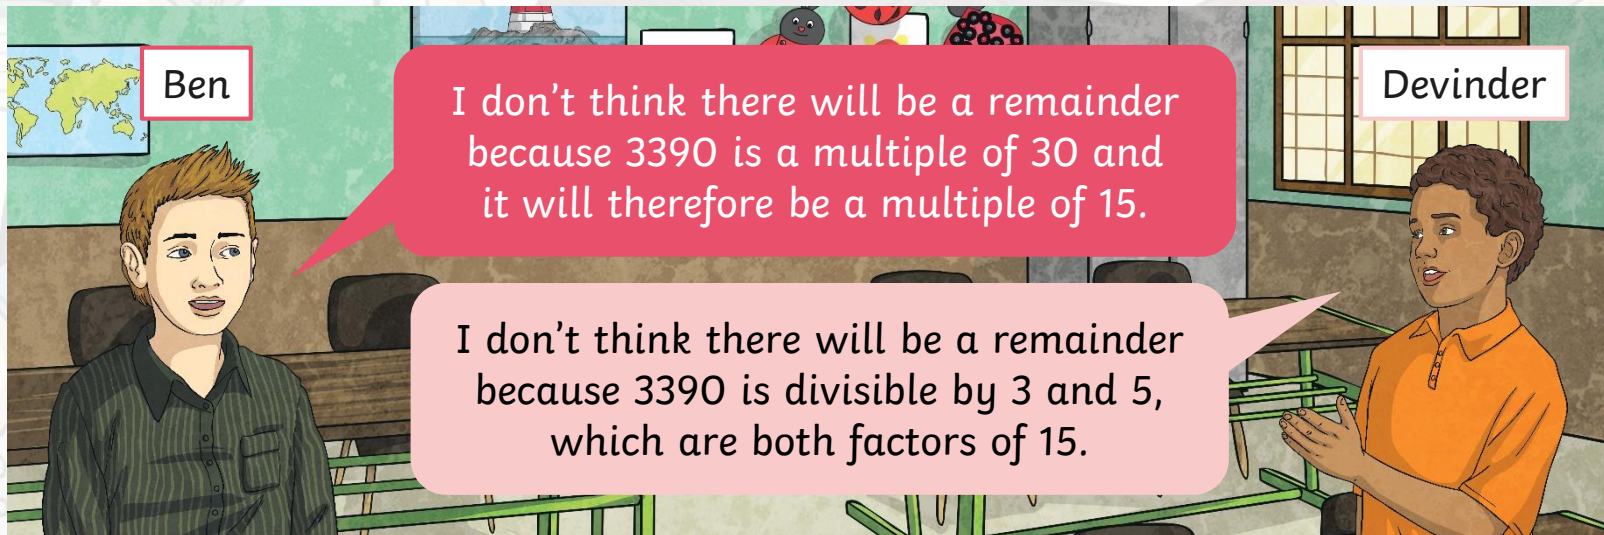 Ben
I don't think there will be a remainder
because 3390 is a multiple of 30 and
it will therefore be a multiple of 15.
Devinder
I don't think there will be a remainder
because 3390 is divisible by 3 and 5,
which are both factors of 15.